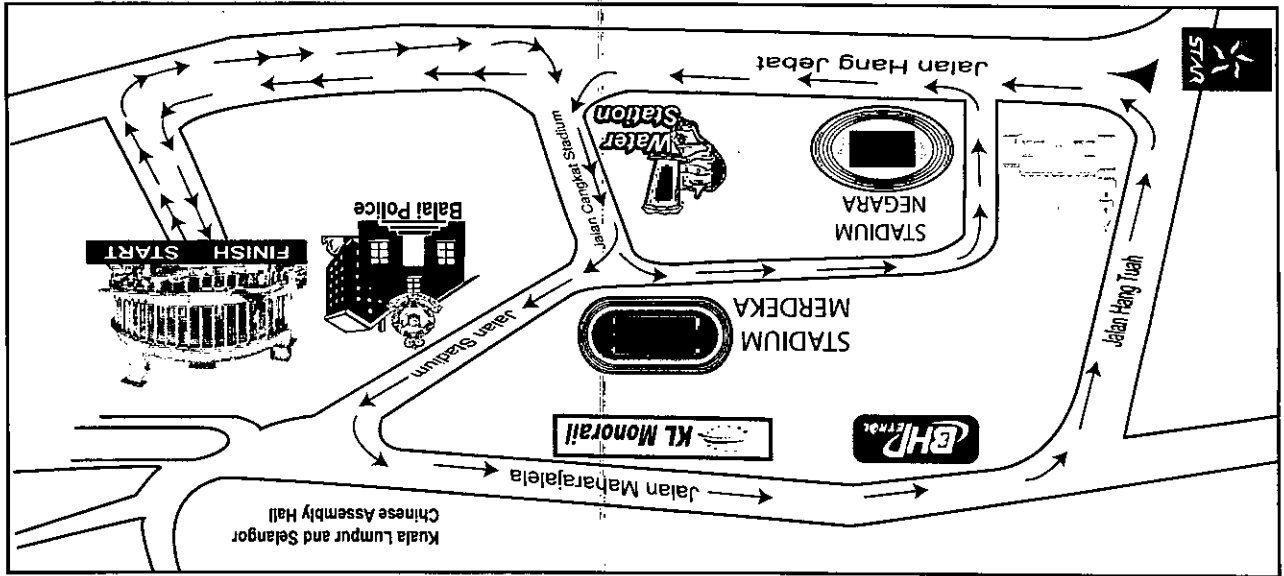 Kuala Lumpur and Selangor
Chinese Assembly Hall
Jalan Maharajalela
BHP
PETROL
KL Monorail
Jalan Stadium
STADIUM
MERDEKA
Jalan Hang Tuah
START FINISH
Balai Police
Jalan Cangkat Stadium
STADIUM
NEGARA
Water
Station
Jalan Hang Jebat
STAR